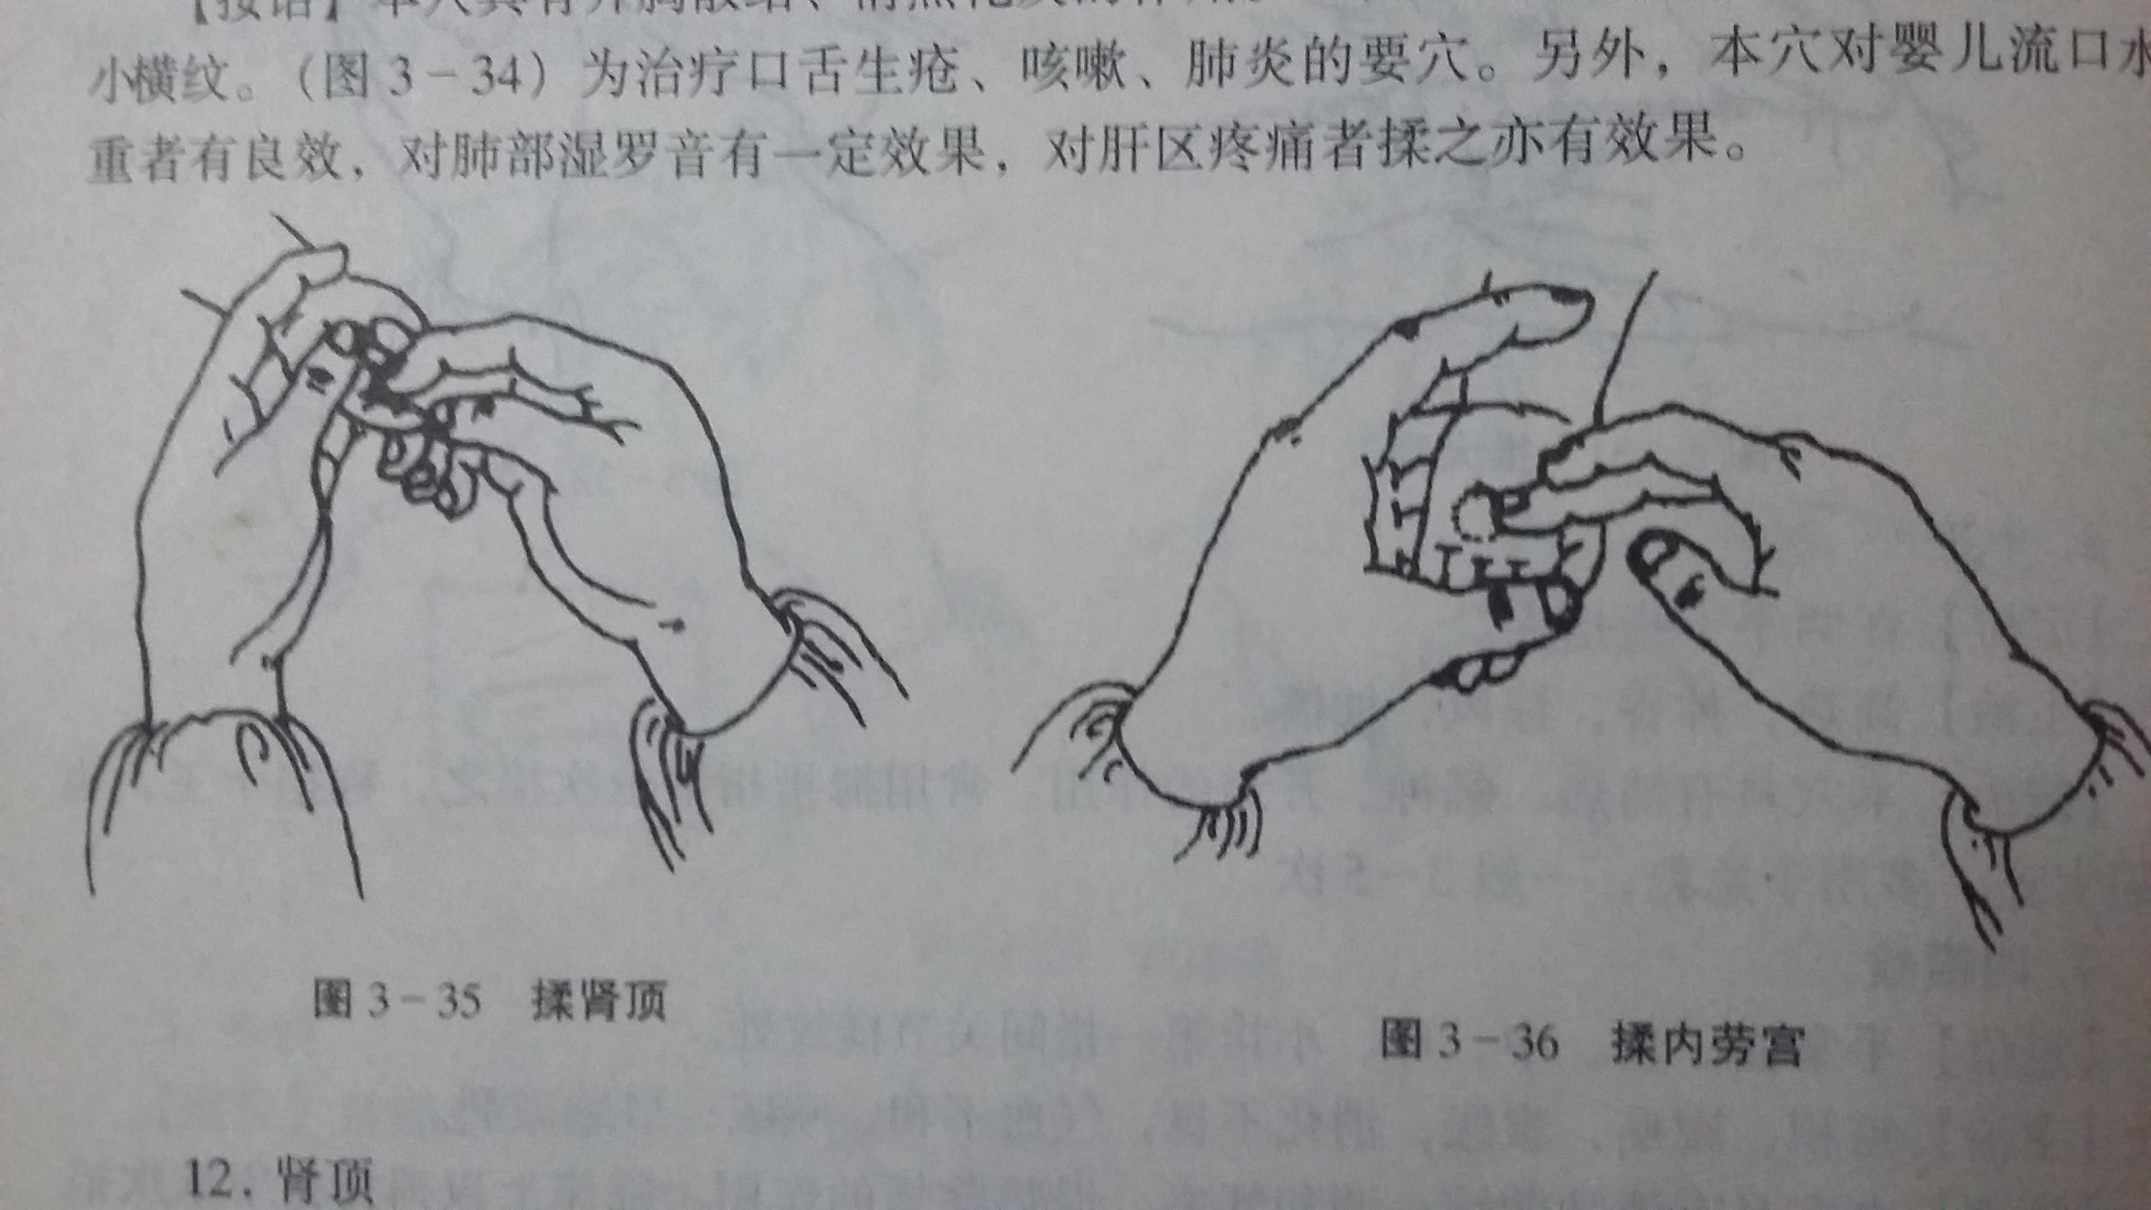 小横纹。(图 3-34) 为治疗口舌生疮、咳嗽、肺炎的要穴。另外，本穴对婴儿流口水
重者有良效，对肺部湿罗音有一定效果，对肝区疼痛者揉之亦有效果。
图 3-35 揉肾顶
图 3-36 揉内劳宫
12. 肾顶